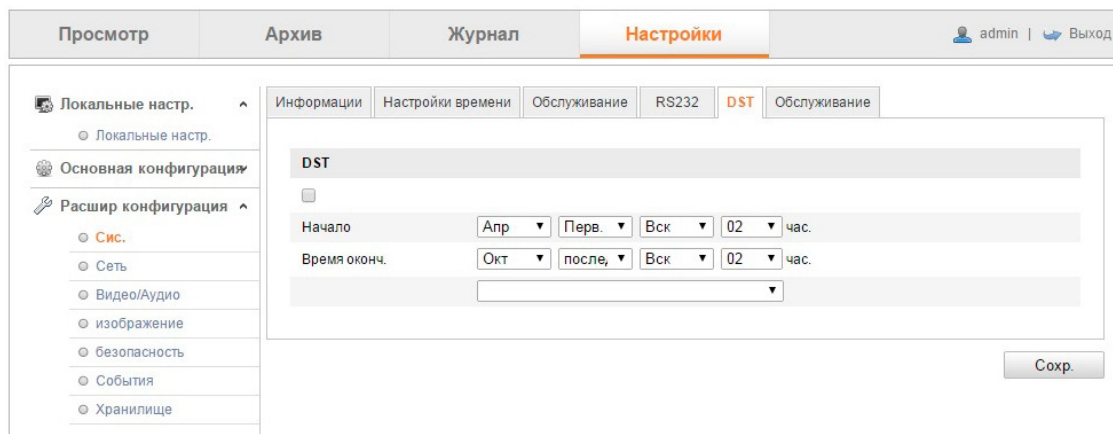 Просмотр Архив Журнал Настройки admin | Выход
Локальные настр.
Локальные настр.
Основная конфигурация
Расшир конфигурация
Сис.
Сеть
Видео/Аудио
изображение
безопасность
События
Хранилище
Информации Настройки времени Обслуживание RS232 DST Обслуживание
DST
Начало Апр Перв. Вск 02 час.
Время оконч. Окт после, Вск 02 час.
Сохр.